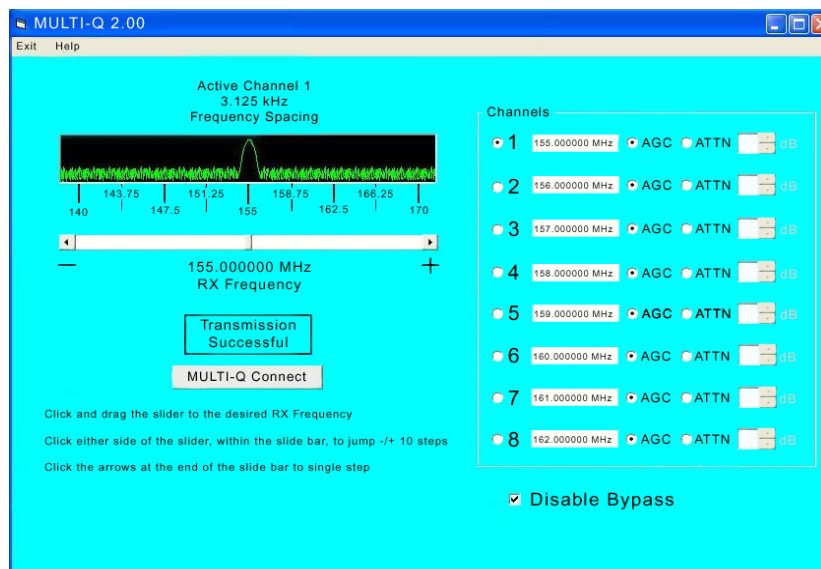 MULTI-Q 2.00
Exit Help
Active Channel 1
3.125 kHz
Frequency Spacing
143.75 151.25 158.75 166.25
140 147.5 155 162.5 170
155.000000 MHz
− +
RX Frequency
Transmission
Successful
MULTI-Q Connect
Click and drag the slider to the desired RX Frequency
Click either side of the slider, within the slide bar, to jump -/+ 10 steps
Click the arrows at the end of the slide bar to single step
Channels
1 155.000000 MHz AGC ATTN dB
2 156.000000 MHz AGC ATTN dB
3 157.000000 MHz AGC ATTN dB
4 158.000000 MHz AGC ATTN dB
5 159.000000 MHz AGC ATTN dB
6 160.000000 MHz AGC ATTN dB
7 161.000000 MHz AGC ATTN dB
8 162.000000 MHz AGC ATTN dB
Disable Bypass